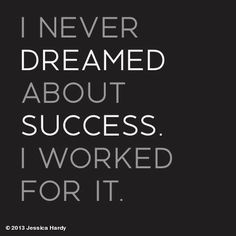 I NEVER
DREAMED
ABOUT
SUCCESS.
I WORKED
FOR IT.
© 2013 Jessica Hardy